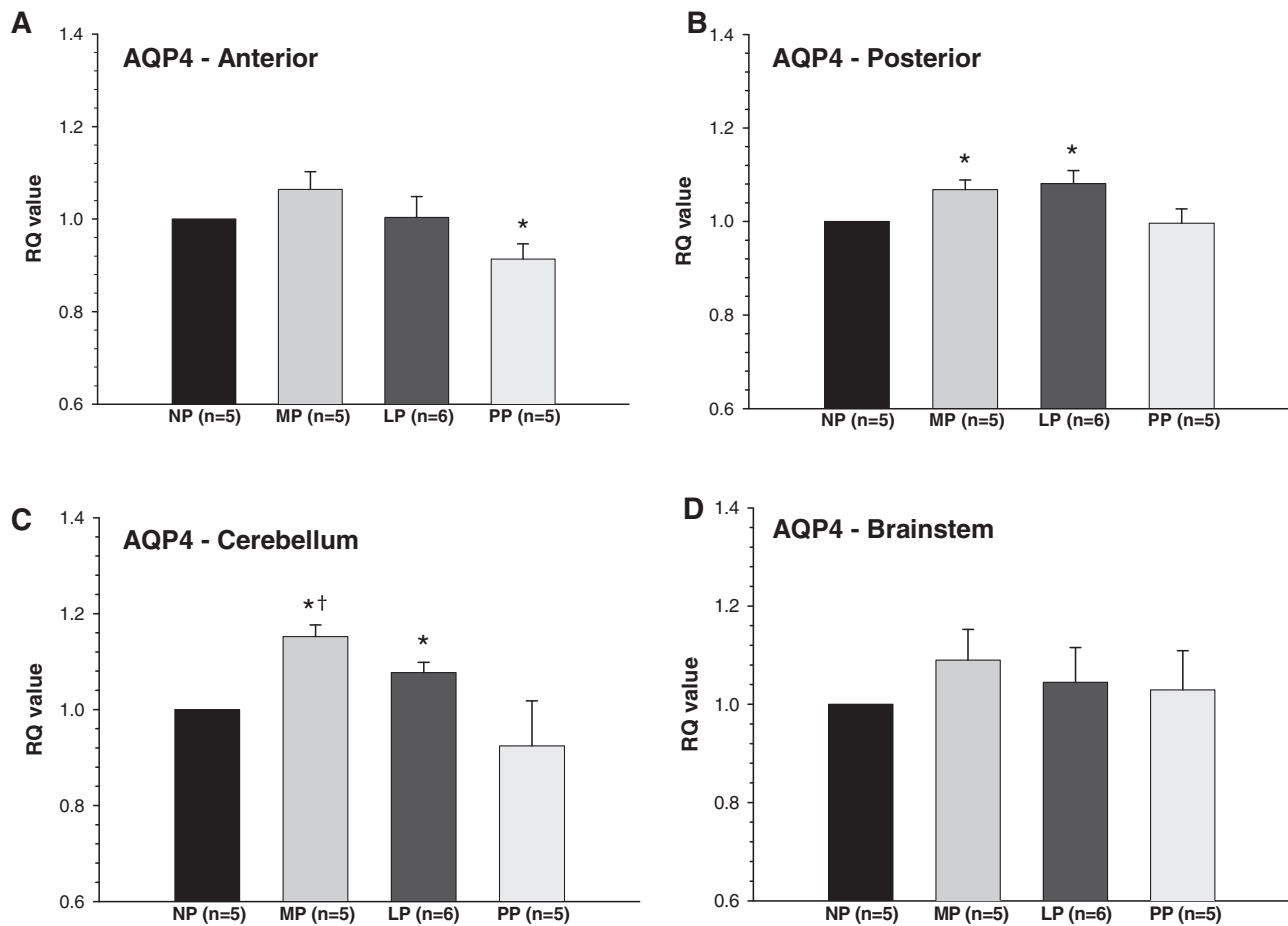 A
AQP4 - Anterior
RQ value
1.4
1.2
1.0
0.8
0.6
*
NP (n=5) MP (n=5) LP (n=6) PP (n=5)
B
AQP4 - Posterior
RQ value
1.4
1.2
1.0
0.8
0.6
* *
NP (n=5) MP (n=5) LP (n=6) PP (n=5)
C
AQP4 - Cerebellum
RQ value
1.4
1.2
1.0
0.8
0.6
*† *
NP (n=5) MP (n=5) LP (n=6) PP (n=5)
D
AQP4 - Brainstem
RQ value
1.4
1.2
1.0
0.8
0.6
NP (n=5) MP (n=5) LP (n=6) PP (n=5)